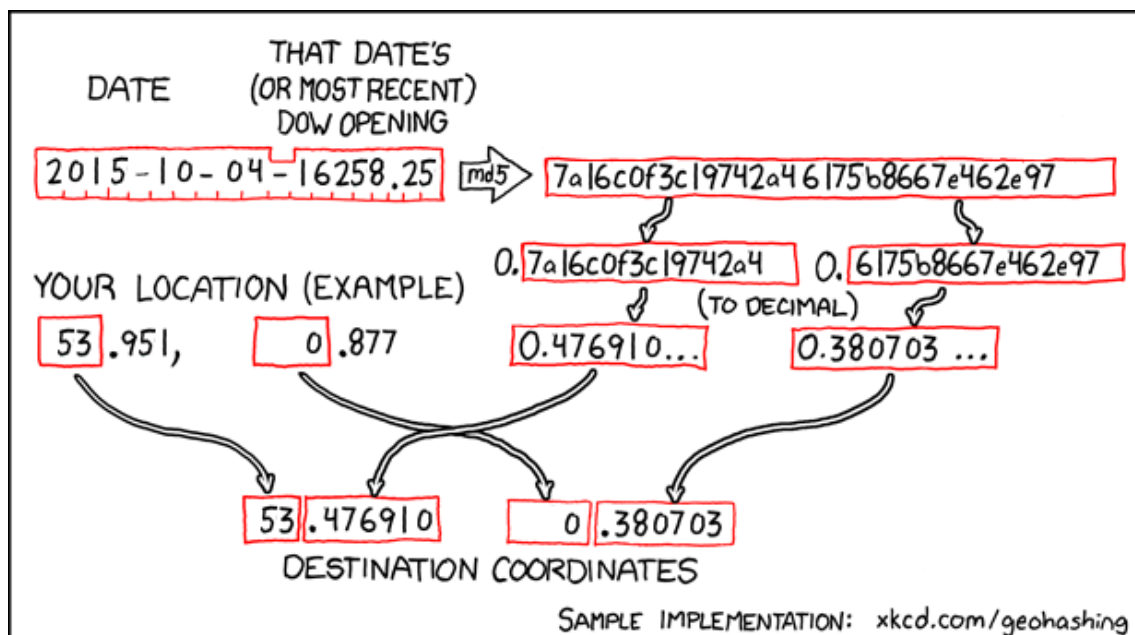 THAT DATE'S
DATE (OR MOST RECENT)
DOW OPENING
2015-10-04-16258.25 md5 7a16c0f3c19742a46175b8667e462e97
0.7a16c0f3c19742a4 0.6175b8667e462e97
YOUR LOCATION (EXAMPLE) (TO DECIMAL)
53.951, 0.877 0.476910... 0.380703...
53.476910 0.380703
DESTINATION COORDINATES
SAMPLE IMPLEMENTATION: xkcd.com/geohashing